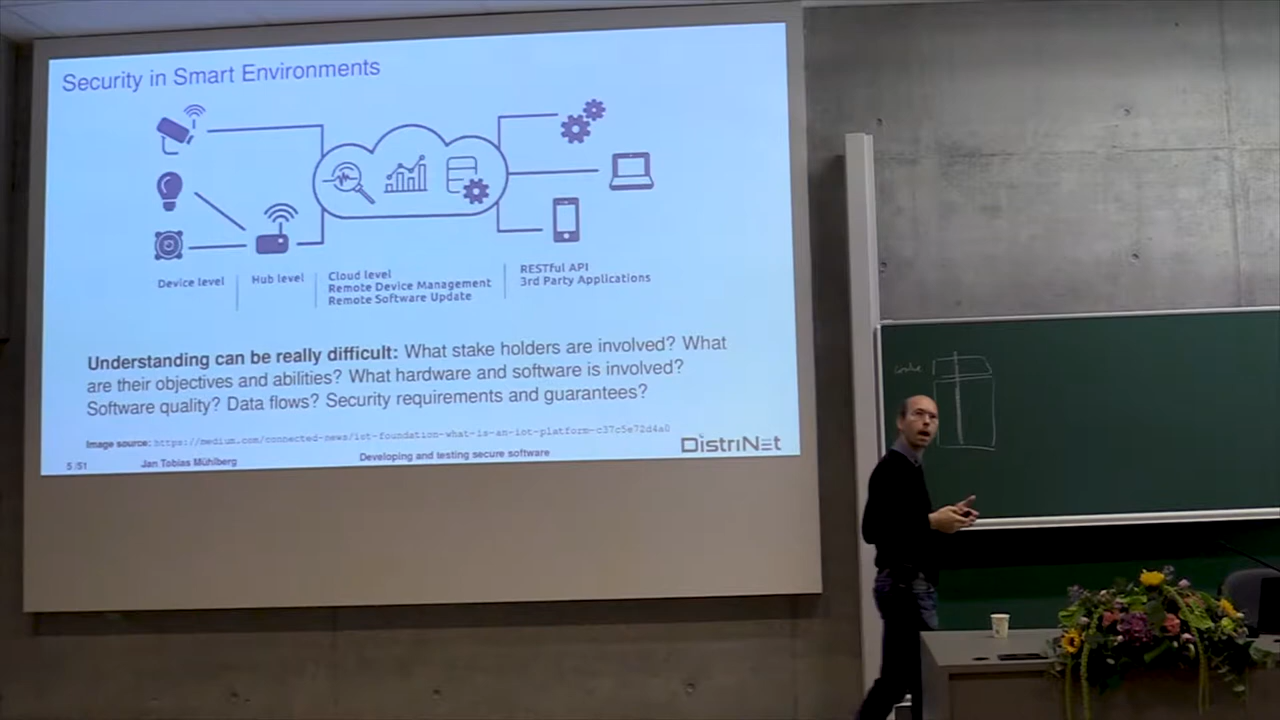 Security in Smart Environments
Device level
Hub level
Cloud level
Remote Device Management
Remote Software Update
RESTful API
3rd Party Applications
Understanding can be really difficult: What stake holders are involved? What
are their objectives and abilities? What hardware and software is involved?
Software quality? Data flows? Security requirements and guarantees?
Image source: https://medium.com/connected-news/iot-foundation-what-is-an-iot-platform-c37c5e72d4a0
DistriNet
5 /51
Jan Tobias Mühlberg
Developing and testing secure software